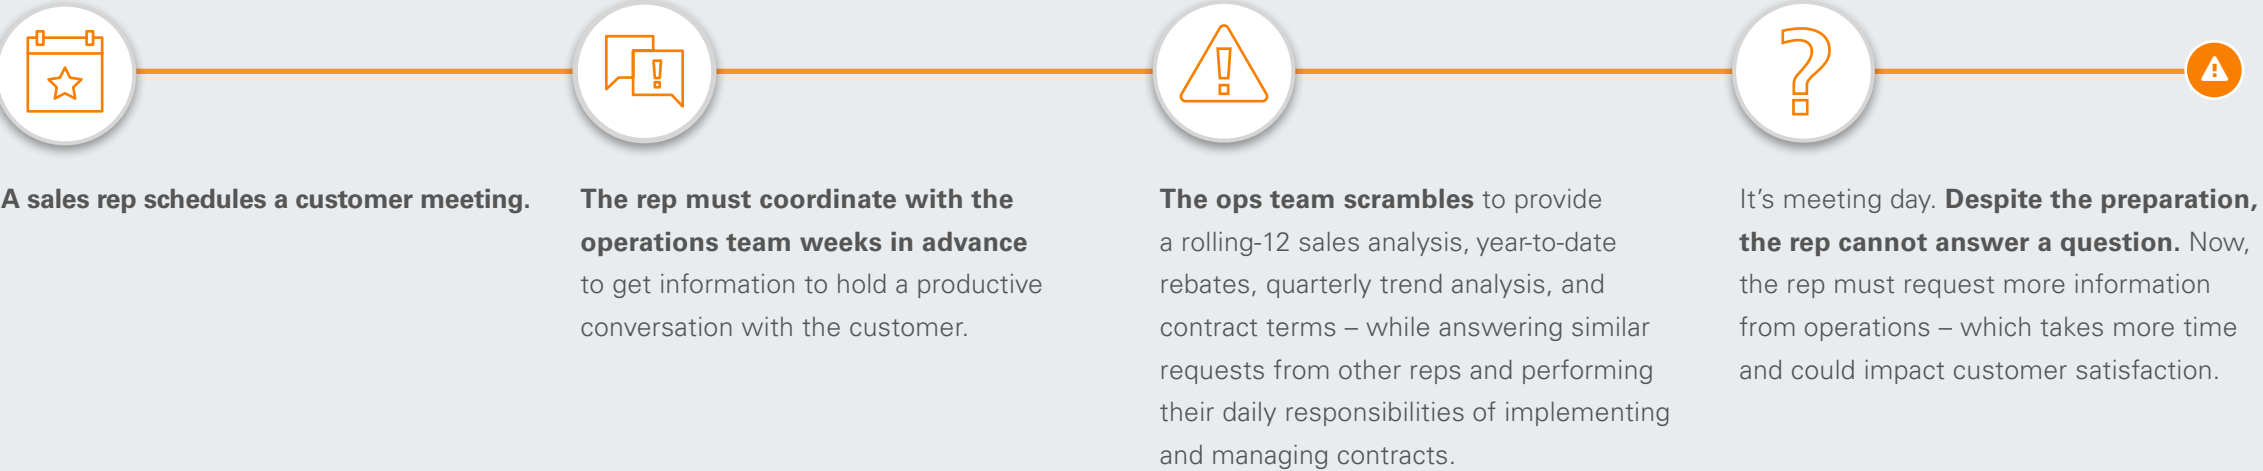 A sales rep schedules a customer meeting.
The rep must coordinate with the
operations team weeks in advance
to get information to hold a productive
conversation with the customer.
The ops team scrambles to provide
a rolling-12 sales analysis, year-to-date
rebates, quarterly trend analysis, and
contract terms – while answering similar
requests from other reps and performing
their daily responsibilities of implementing
and managing contracts.
It’s meeting day. Despite the preparation,
the rep cannot answer a question. Now,
the rep must request more information
from operations – which takes more time
and could impact customer satisfaction.